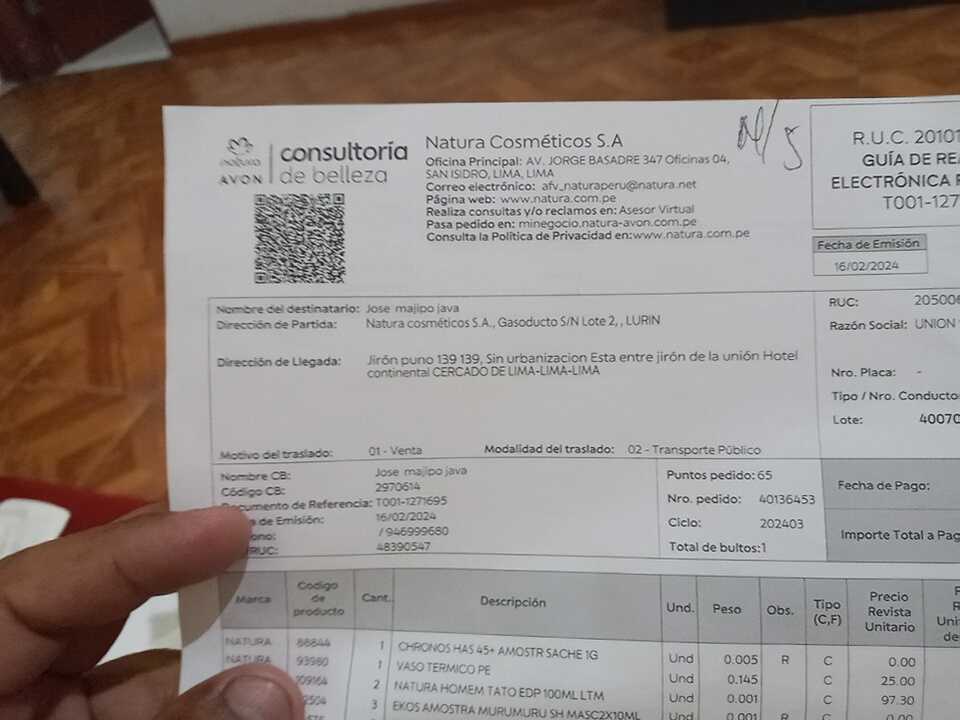 natura
AVON
consultoría
de belleza
Natura Cosméticos S.A
Oficina Principal: AV. JORGE BASADRE 347 Oficinas 04,
SAN ISIDRO, LIMA, LIMA
Correo electrónico: afv_naturaperu@natura.net
Página web: www.natura.com.pe
Realiza consultas y/o reclamos en: Asesor Virtual
Pasa pedido en: minegocio.natura-avon.com.pe
Consulta la Política de Privacidad en:www.natura.com.pe
R.U.C. 20101
GUÍA DE RE
ELECTRÓNICA
T001-127
Fecha de Emisión
16/02/2024
Nombre del destinatario: Jose majipo java
Dirección de Partida: Natura cosméticos S.A., Gasoducto S/N Lote 2, , LURIN
Dirección de Llegada: Jirón puno 139 139, Sin urbanizacion Esta entre jirón de la unión Hotel
continental CERCADO DE LIMA-LIMA-LIMA
Motivo del traslado: 01 - Venta Modalidad del traslado: 02 - Transporte Público
RUC: 205006
Razón Social: UNION
Nro. Placa: -
Tipo / Nro. Conducto
Lote: 40070
Nombre CB: Jose majipo java
Código CB: 2970614
Documento de Referencia: T001-1271695
de Emisión: 16/02/2024
ono: / 946999680
RUC: 48390547
Puntos pedido: 65
Nro. pedido: 40136453
Ciclo: 202403
Total de bultos:1
Fecha de Pago:
Importe Total a Pag
Marca Codigo de producto Cant. Descripción Und. Peso Obs. Tipo (C,F) Precio Revista Unitario
NATURA 88844 1 CHRONOS HAS 45+ AMOSTR SACHE 1G Und 0.005 R C 0.00
NATURA 93980 1 VASO TERMICO PE Und 0.145 C 25.00
109164 2 NATURA HOMEM TATO EDP 100ML LTM Und 0.001 C 97.30
2504 3 EKOS AMOSTRA MURUMURU SH MASC2X10ML Und 0.001 R C 0.00